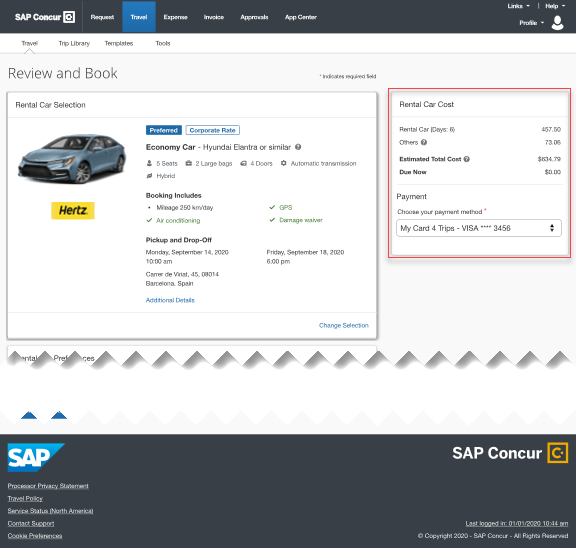 Links
Help
SAP Concur
Request
Travel
Expense
Invoice
Approvals
App Center
Profile
Travel
Trip Library
Templates
Tools
Review and Book
* Indicates required field
Rental Car Selection
Preferred
Corporate Rate
Economy Car - Hyundai Elantra or similar
5 Seats
2 Large bags
4 Doors
Automatic transmission
Hybrid
Hertz
Booking Includes
• Mileage 250 km/day
GPS
Air conditioning
Damage waiver
Pickup and Drop-Off
Monday, September 14, 2020
10:00 am
Friday, September 18, 2020
6:00 pm
Carrer de Viriat, 45, 08014
Barcelona, Spain
Additional Details
Change Selection
Rental Car Cost
Rental Car (Days: 6) 457.50
Others 73.06
Estimated Total Cost $634.79
Due Now $0.00
Payment
Choose your payment method *
My Card 4 Trips - VISA **** 3456
SAP
SAP Concur
Processor Privacy Statement
Travel Policy
Service Status (North America)
Contact Support
Cookie Preferences
Last logged in: 01/01/2020 10:44 am
© Copyright 2020 - SAP Concur - All Rights Reserved